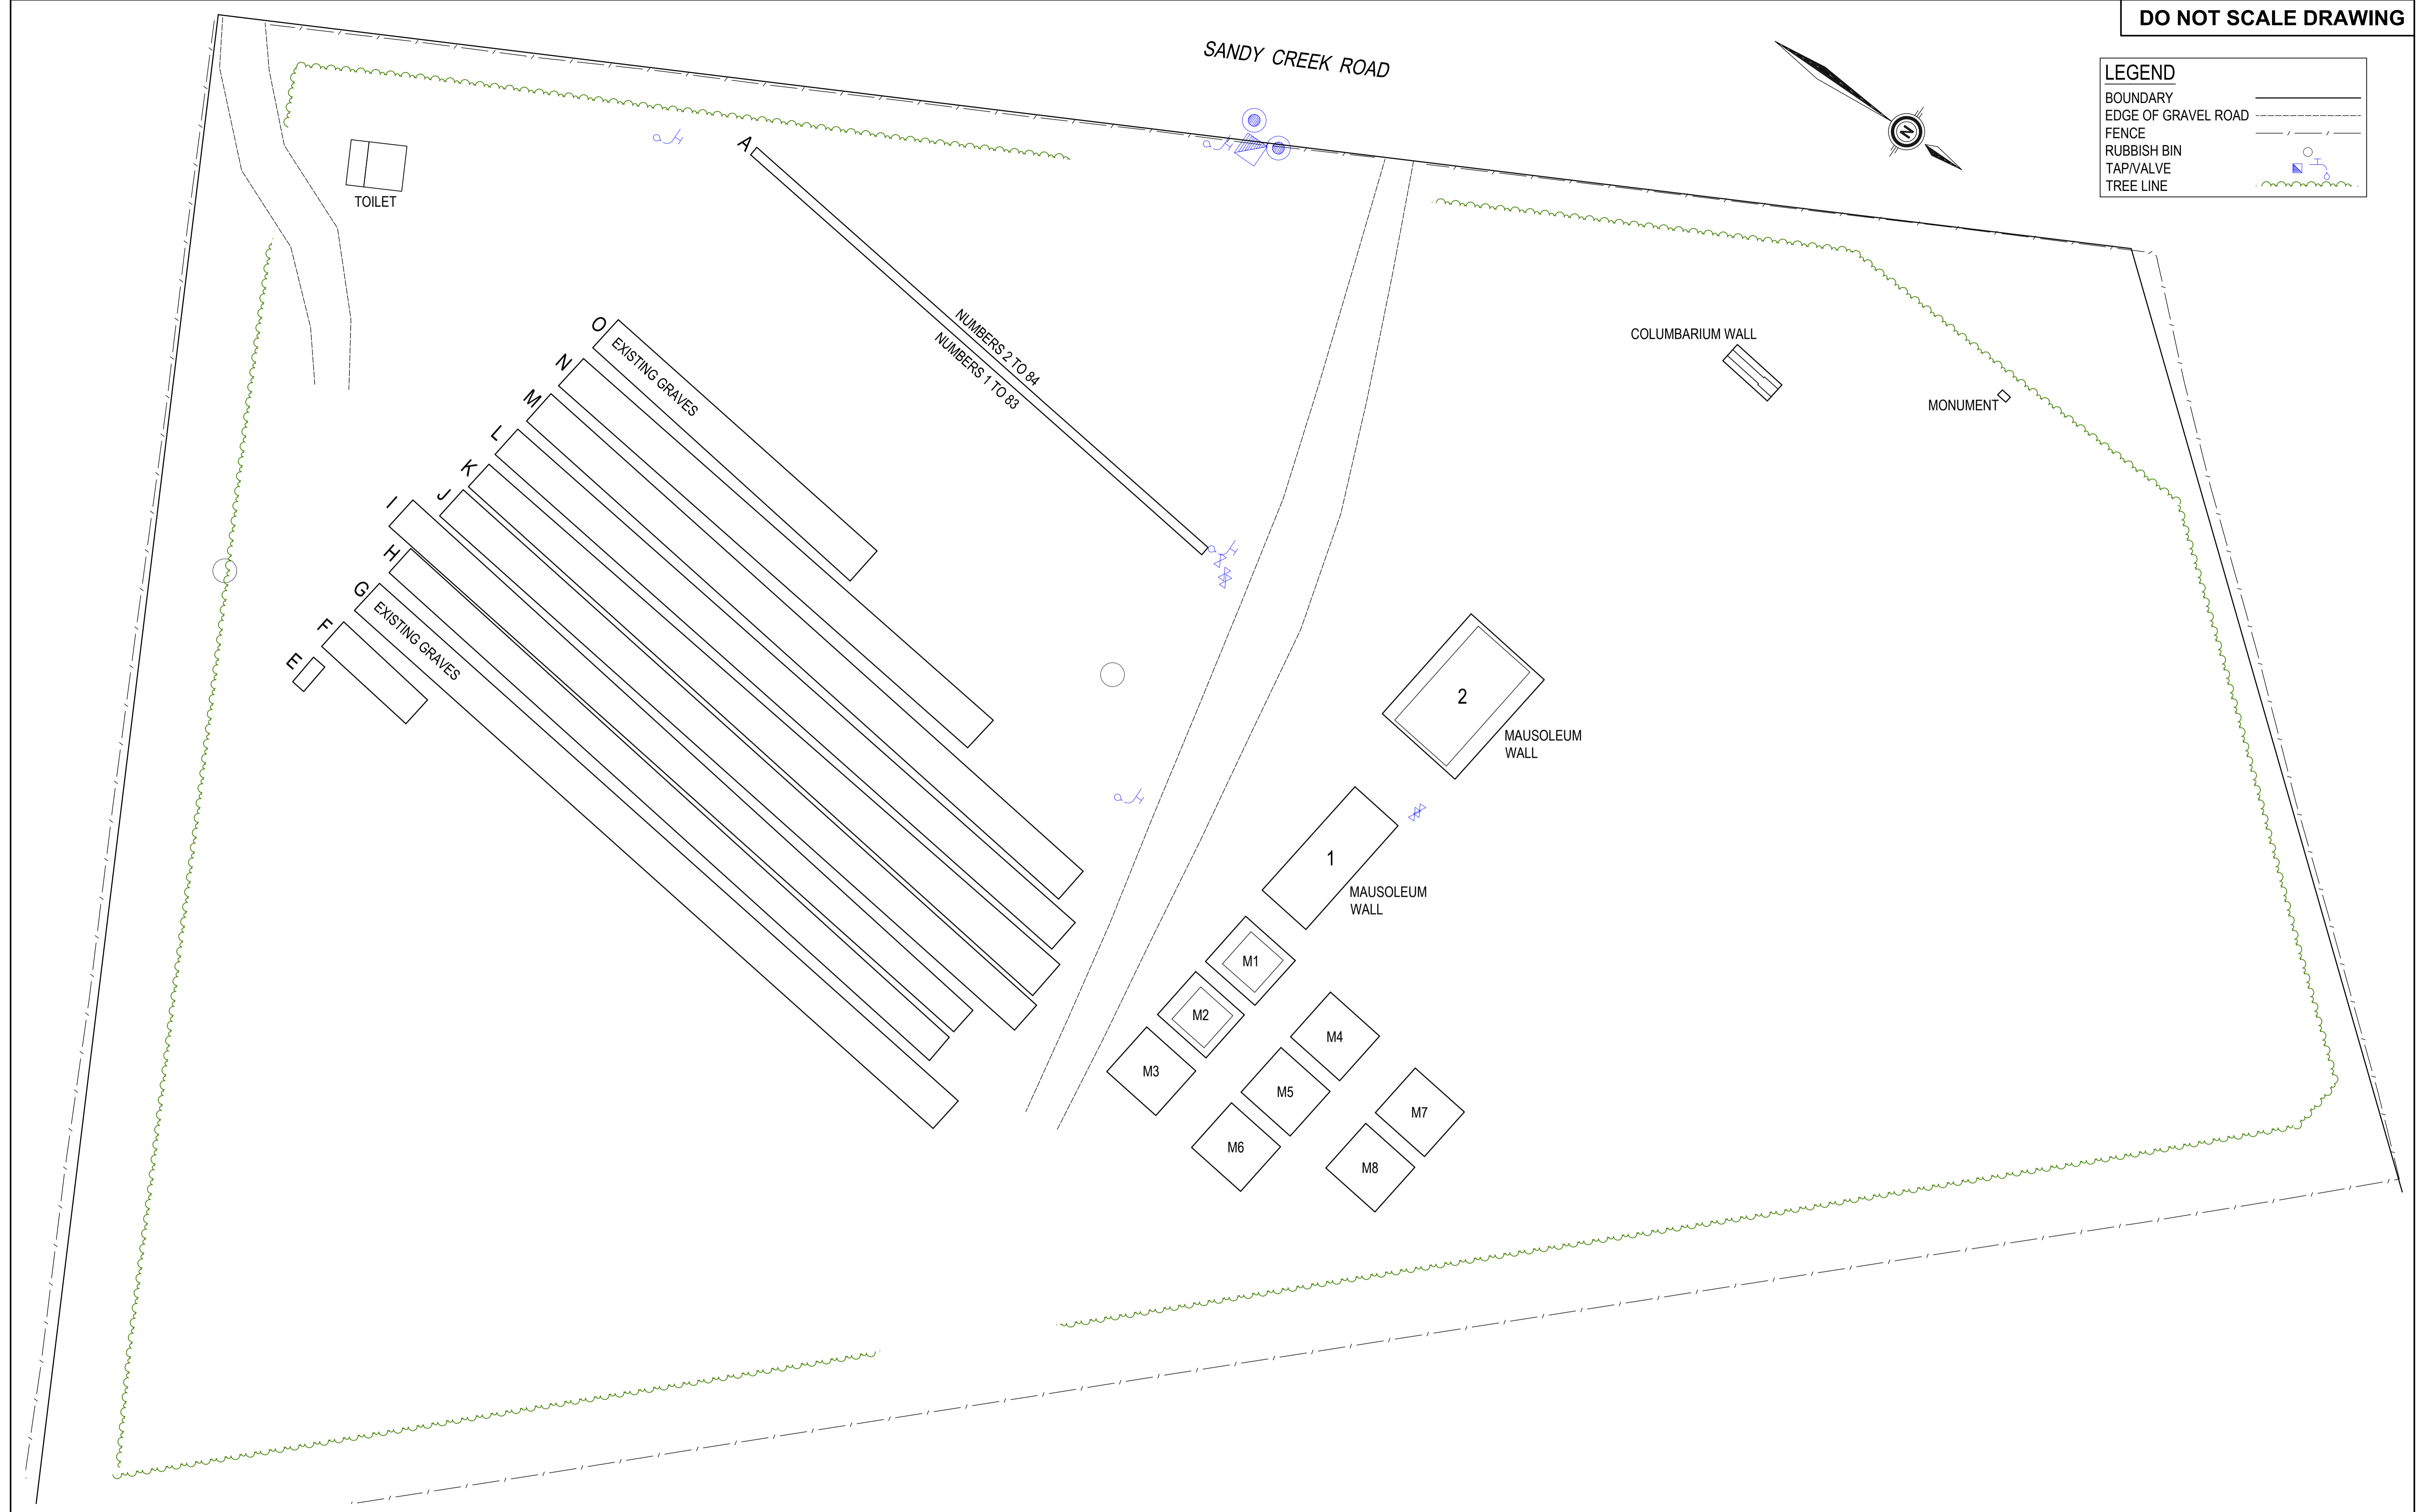 DO NOT SCALE DRAWING
SANDY CREEK ROAD
LEGEND
BOUNDARY
EDGE OF GRAVEL ROAD
FENCE
RUBBISH BIN
TAP/VALVE
TREE LINE
N
TOILET
A
NUMBERS 2 TO 84
NUMBERS 1 TO 83
COLUMBARIUM WALL
MONUMENT
O
EXISTING GRAVES
N
M
L
K
J
I
H
G
EXISTING GRAVES
F
E
2
MAUSOLEUM
WALL
1
MAUSOLEUM
WALL
M1
M2
M3
M4
M5
M6
M7
M8